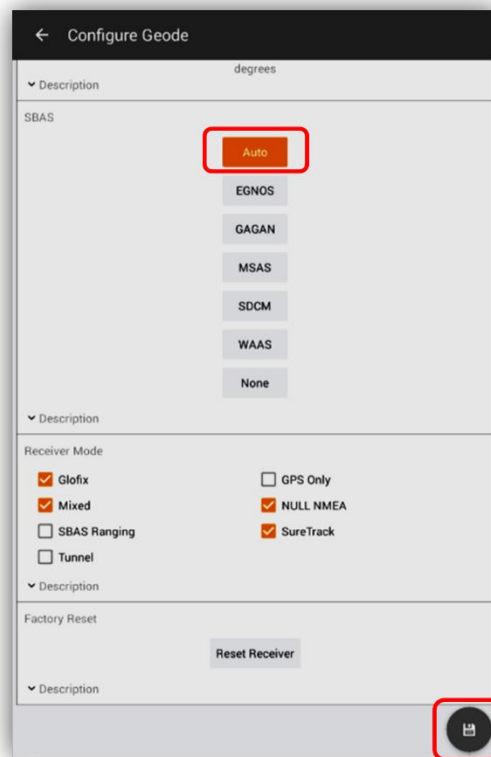 Configure Geode
degrees
Description
SBAS
Auto
EGNOS
GAGAN
MSAS
SDCM
WAAS
None
Description
Receiver Mode
Glofix GPS Only
Mixed NULL NMEA
SBAS Ranging SureTrack
Tunnel
Description
Factory Reset
Reset Receiver
Description